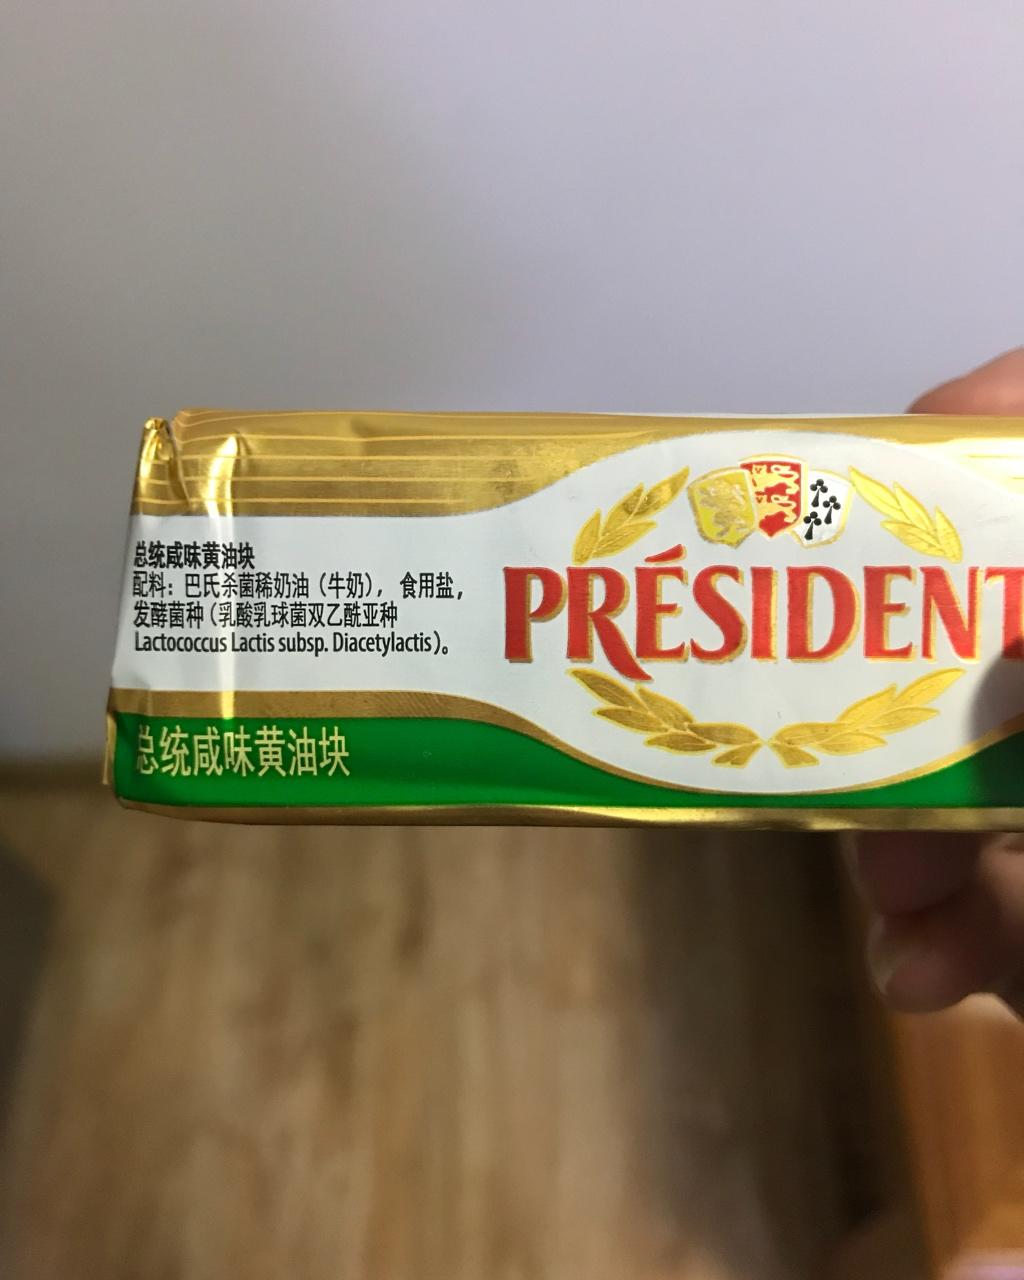 总统咸味黄油块
配料：巴氏杀菌稀奶油（牛奶），食用盐，
发酵菌种（乳酸乳球菌双乙酰亚种
Lactococcus Lactis subsp. Diacetylactis）。
总统咸味黄油块
PRÉSIDENT